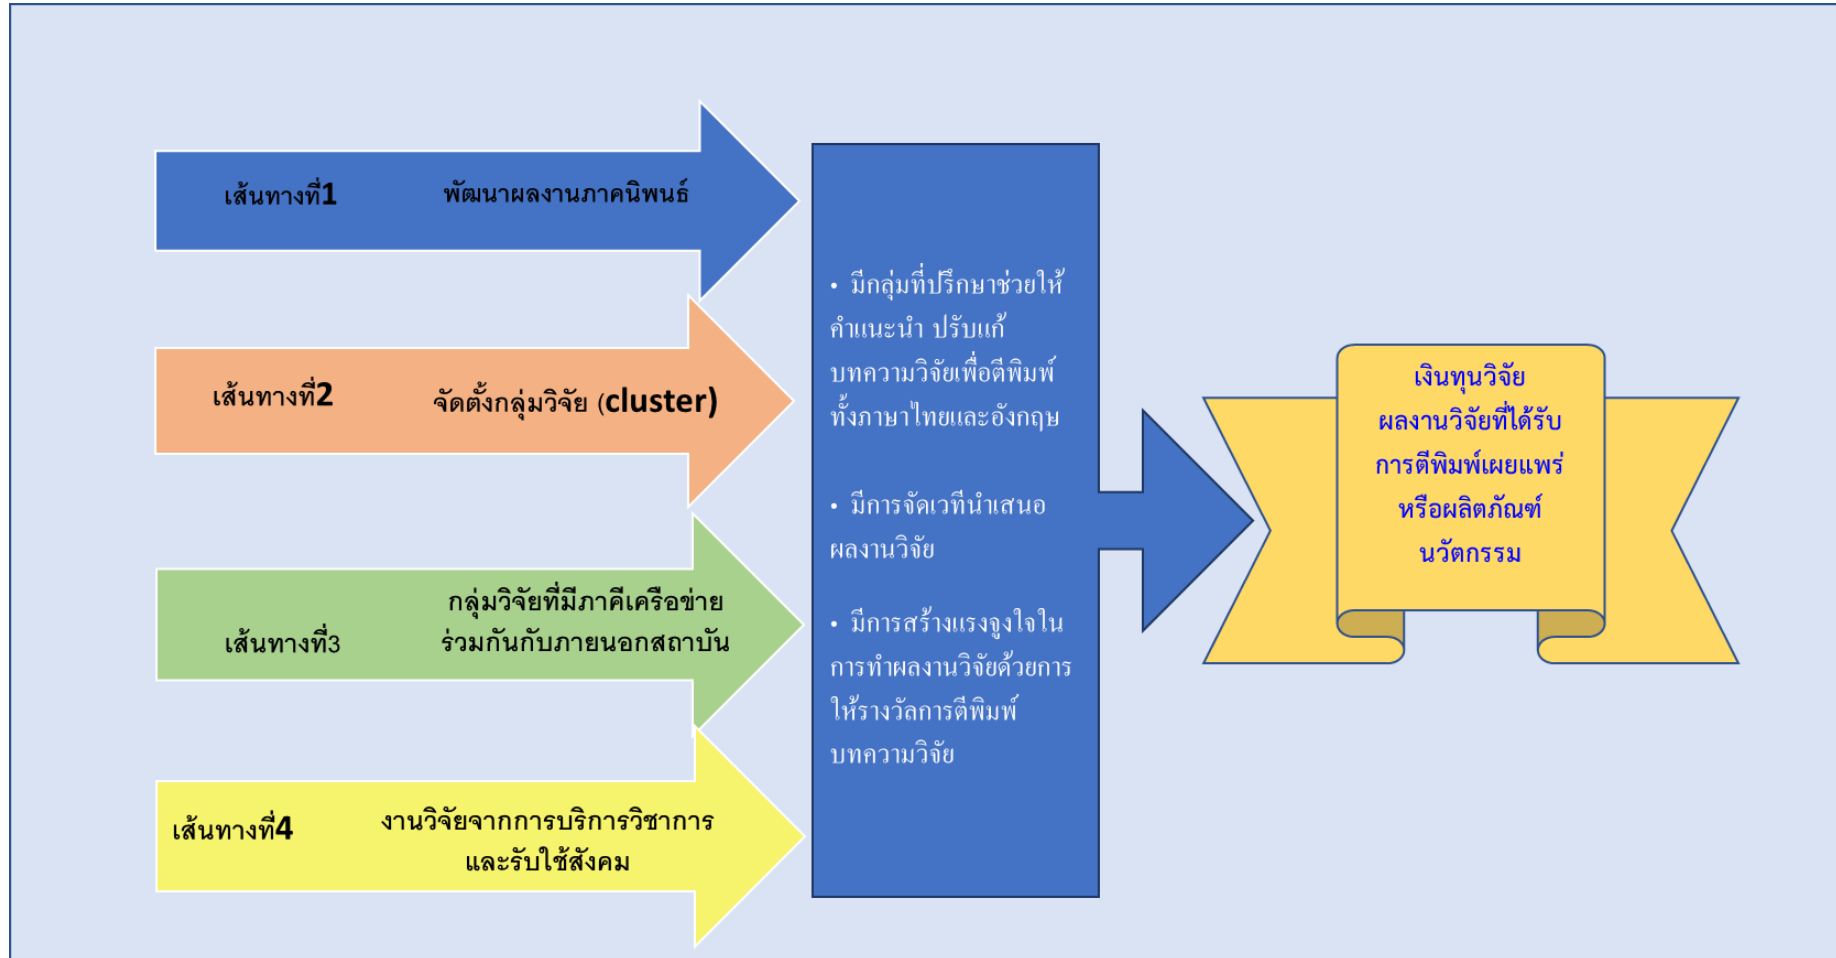 เส้นทางที่1 พัฒนาผลงานภาคนิพนธ์
เส้นทางที่2 จัดตั้งกลุ่มวิจัย (cluster)
เส้นทางที่3
กลุ่มวิจัยที่มีภาคีเครือข่าย
ร่วมกันกับภายนอกสถาบัน
เส้นทางที่4
งานวิจัยจากการบริการวิชาการ
และรับใช้สังคม
• มีกลุ่มที่ปรึกษาช่วยให้
คำแนะนำ ปรับแก้
บทความวิจัยเพื่อตีพิมพ์
ทั้งภาษาไทยและอังกฤษ
• มีการจัดเวทีนำเสนอ
ผลงานวิจัย
• มีการสร้างแรงจูงใจใน
การทำผลงานวิจัยด้วยการ
ให้รางวัลการตีพิมพ์
บทความวิจัย
เงินทุนวิจัย
ผลงานวิจัยที่ได้รับ
การตีพิมพ์เผยแพร่
หรือผลิตภัณฑ์
นวัตกรรม